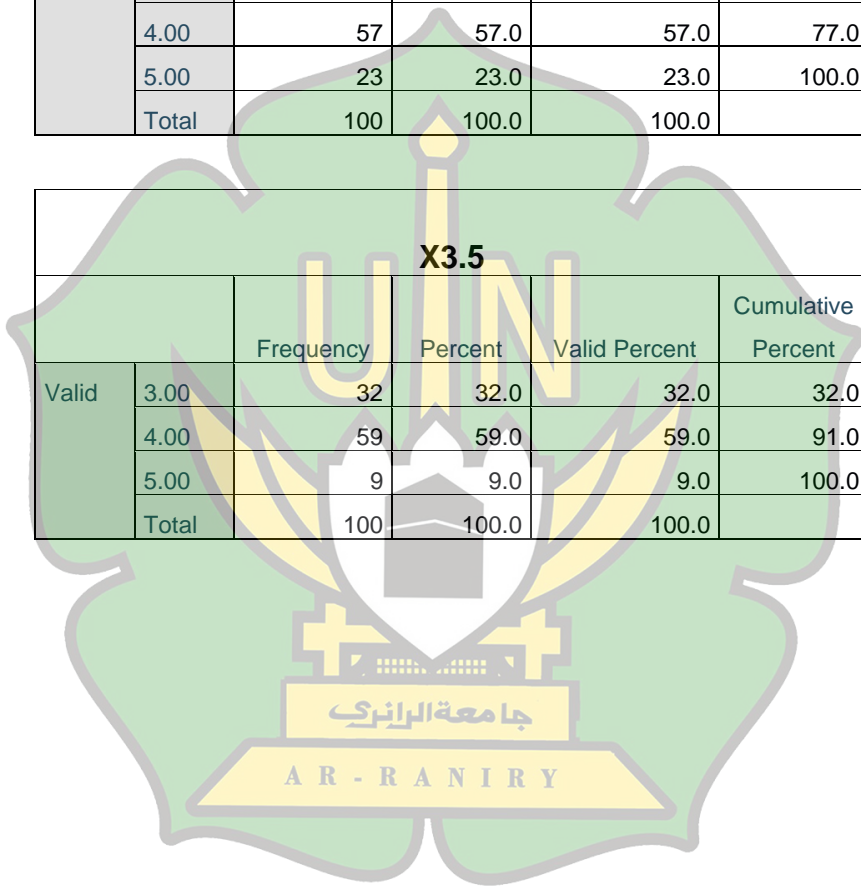 4.00 57 57.0 57.0 77.0
5.00 23 23.0 23.0 100.0
Total 100 100.0 100.0
X3.5
Frequency Percent Valid Percent Cumulative Percent
Valid 3.00 32 32.0 32.0 32.0
4.00 59 59.0 59.0 91.0
5.00 9 9.0 9.0 100.0
Total 100 100.0 100.0
UIN
جامعة الرانري
AR-RANIRY